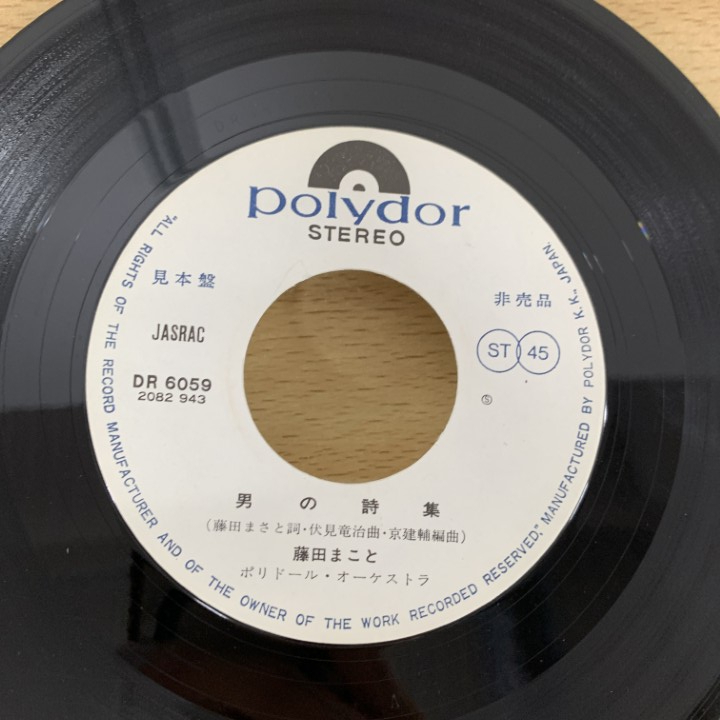 polydor
STEREO
見本盤
非売品
JASRAC
ST 45
DR 6059
2082 943
Ⓢ
男の詩集
(藤田まさと詞・伏見竜治曲・京建輔編曲)
藤田まこと
ポリドール・オーケストラ
"ALL RIGHTS OF THE RECORD MANUFACTURER AND OF THE OWNER OF THE WORK RECORDED RESERVED." MANUFACTURED BY POLYDOR K.K., JAPAN.